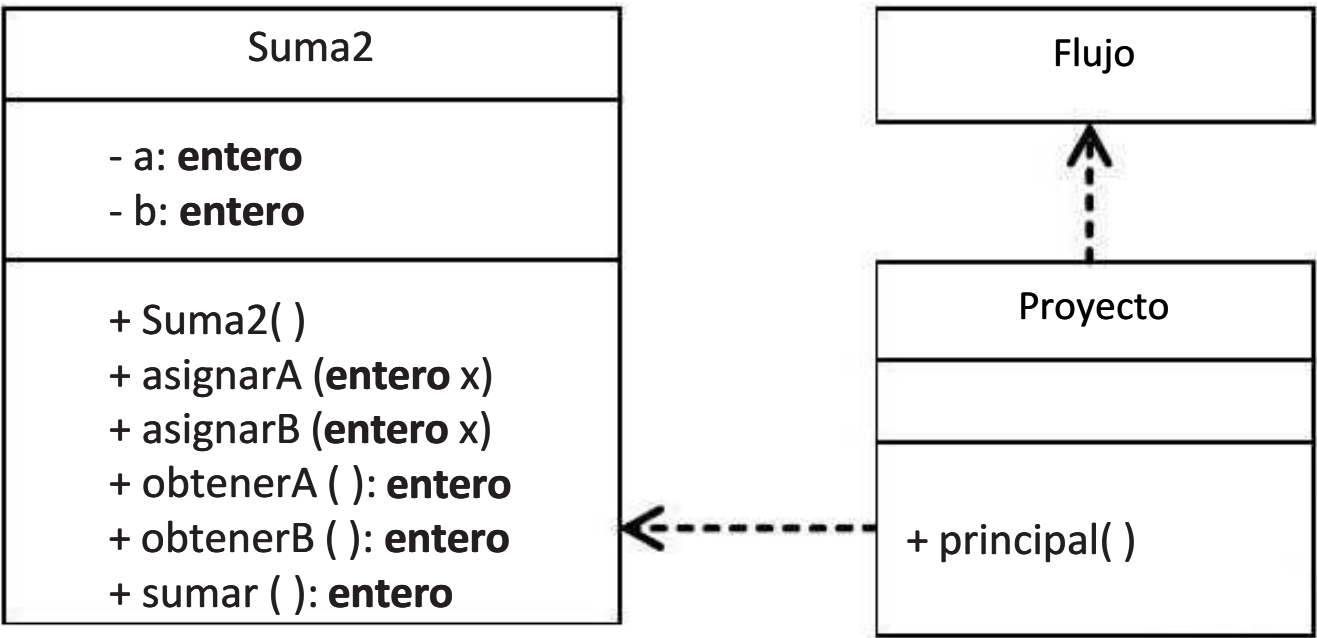 Suma2
- a: entero
- b: entero
+ Suma2( )
+ asignarA (entero x)
+ asignarB (entero x)
+ obtenerA ( ): entero
+ obtenerB ( ): entero
+ sumar ( ): entero
Flujo
Proyecto
+ principal( )